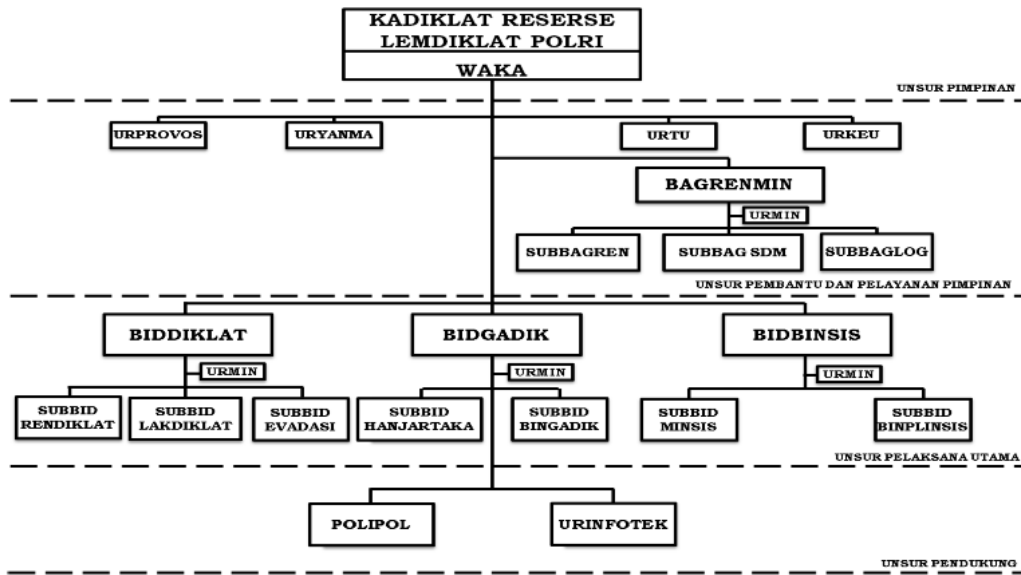 KADIKLAT RESERSE
LEMDIKLAT POLRI
WAKA
UNSUR PIMPINAN
URPROVOS
URYANMA
URTU
URKEU
BAGRENMIN
URMIN
SUBBAGREN
SUBBAG SDM
SUBBAGLOG
UNSUR PEMBANTU DAN PELAYANAN PIMPINAN
BIDDIKLAT
BIDGADIK
BIDBINSIS
URMIN
URMIN
URMIN
SUBBID
RENDIKLAT
SUBBID
LAKDIKLAT
SUBBID
EVADASI
SUBBID
HANJARTAKA
SUBBID
BINGADIK
SUBBID
MINSIS
SUBBID
BINPLINSIS
UNSUR PELAKSANA UTAMA
POLIPOL
URINFOTEK
UNSUR PENDUKUNG